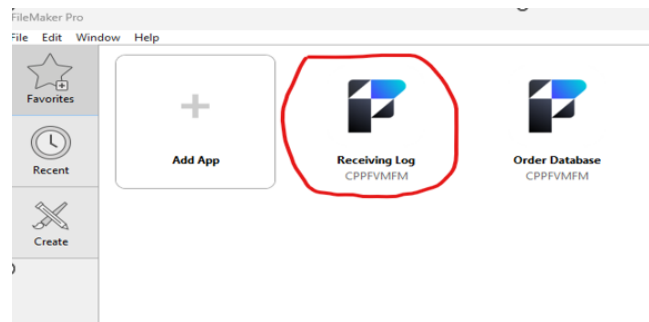 FileMaker Pro
File Edit Window Help
Favorites
Recent
Create
Add App
Receiving Log
CPPFVMFM
Order Database
CPPFVMFM